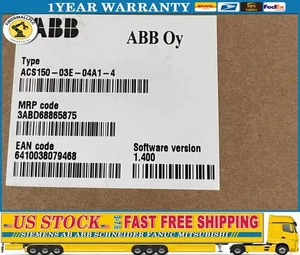 1YEAR WARRANTY
FedEx
ABB
ABB Oy
Type
ACS150-03E-04A1-4
MRP code
3ABD68865875
EAN code
6410038079468
Software version
1.400
US STOCK
FAST FREE SHIPPING
SIEMENS AB ABB SCHNEIDER FANUC MITSUBISHI